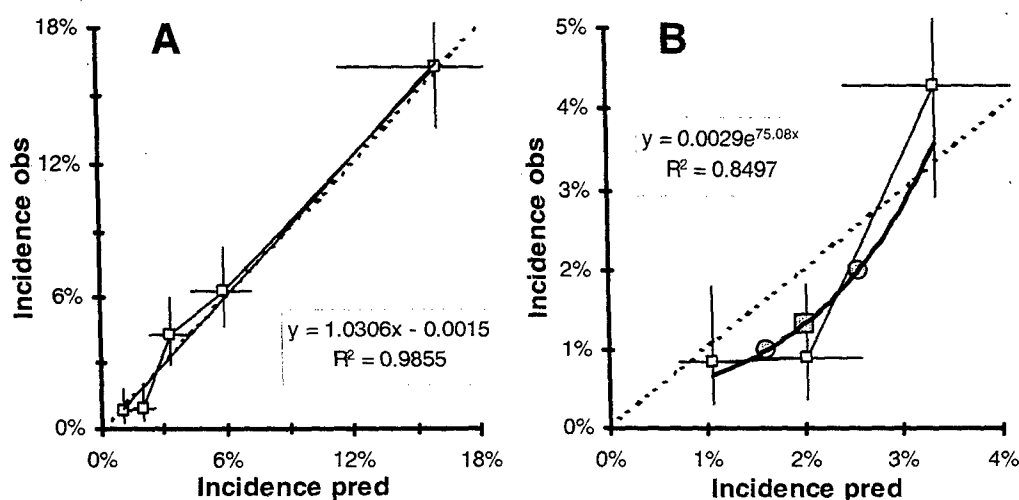 A
18%
12%
6%
0%
Incidence obs
y = 1.0306x - 0.0015
R² = 0.9855
0%
6%
12%
18%
Incidence pred
B
5%
4%
3%
2%
1%
0%
Incidence obs
y = 0.0029e^75.08x
R² = 0.8497
0%
1%
2%
3%
4%
Incidence pred